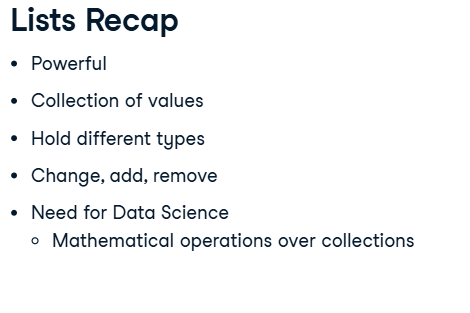 Lists Recap
• Powerful
• Collection of values
• Hold different types
• Change, add, remove
• Need for Data Science
◦ Mathematical operations over collections